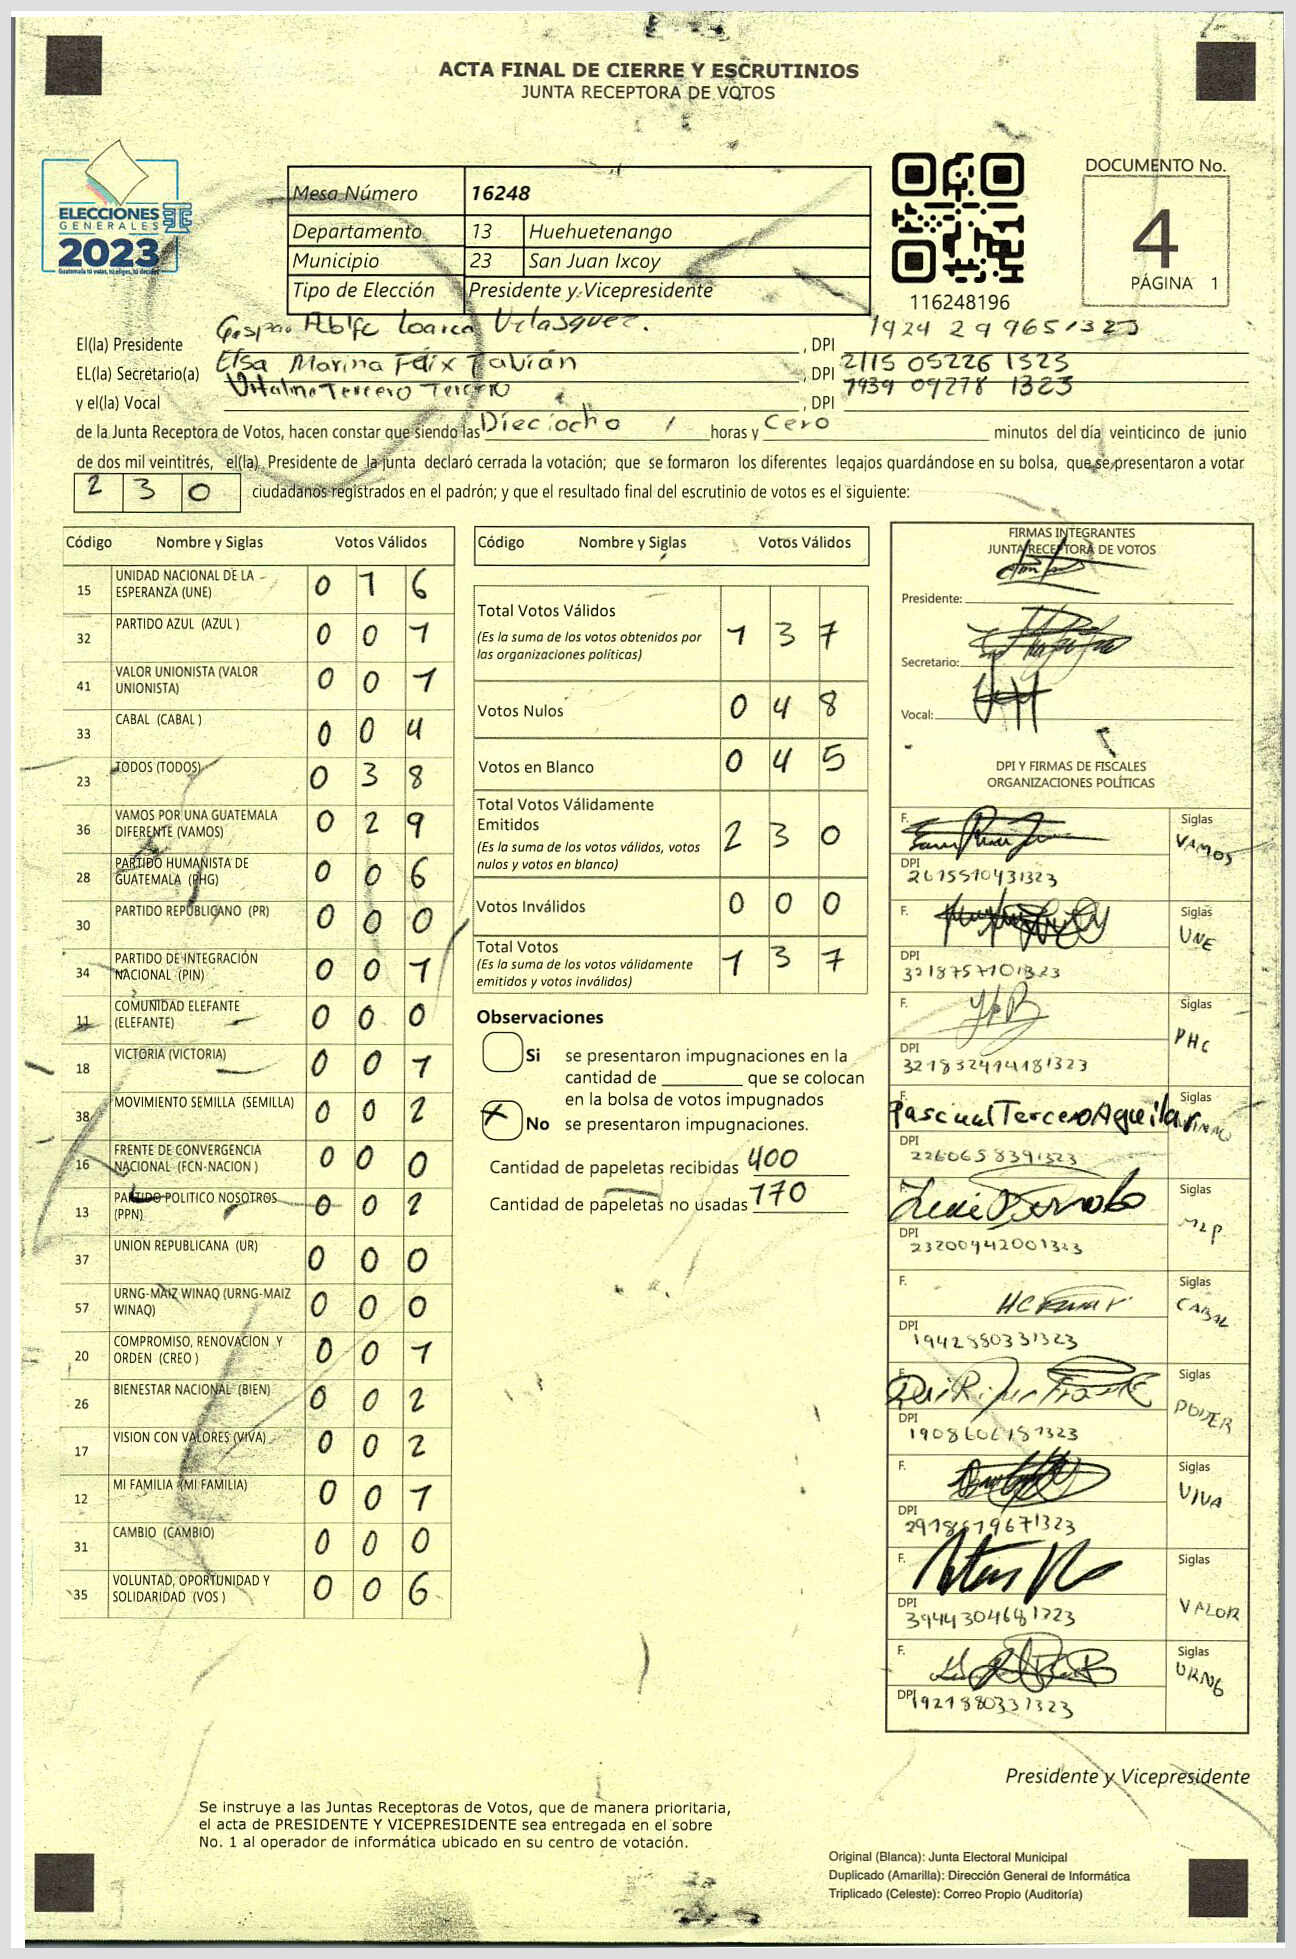 ACTA FINAL DE CIERRE Y ESCRUTINIOS
JUNTA RECEPTORA DE VOTOS
ELECCIONES
GENERALES
2023
Guatemala tú votas, tú eliges, tú decides
Mesa Número 16248
Departamento 13 Huehuetenango
Municipio 23 San Juan Ixcoy
Tipo de Elección Presidente y Vicepresidente
116248196
DOCUMENTO No.
4
PÁGINA 1
El(la) Presidente Velasquez. , DPI 1924 29965 1323
EL(la) Secretario(a) Elsa Marina Félix Fabián , DPI 2115 05226 1323
y el(la) Vocal Tercero Tercero , DPI 7939 09278 1323
de la Junta Receptora de Votos, hacen constar que siendo las Dieciocho horas y Cero minutos del día veinticinco de junio
de dos mil veintitrés, el(la) Presidente de la junta declaró cerrada la votación; que se formaron los diferentes legajos guardándose en su bolsa, que se presentaron a votar
2 3 0 ciudadanos registrados en el padrón; y que el resultado final del escrutinio de votos es el siguiente:
Código Nombre y Siglas Votos Válidos
15 UNIDAD NACIONAL DE LA ESPERANZA (UNE) 0 1 6
32 PARTIDO AZUL (AZUL ) 0 0 1
41 VALOR UNIONISTA (VALOR UNIONISTA) 0 0 1
33 CABAL (CABAL ) 0 0 4
23 TODOS (TODOS) 0 3 8
36 VAMOS POR UNA GUATEMALA DIFERENTE (VAMOS) 0 2 9
28 PARTIDO HUMANISTA DE GUATEMALA (PHG) 0 0 6
30 PARTIDO REPUBLICANO (PR) 0 0 0
34 PARTIDO DE INTEGRACIÓN NACIONAL (PIN) 0 0 1
11 COMUNIDAD ELEFANTE (ELEFANTE) 0 0 0
18 VICTORIA (VICTORIA) 0 0 1
38 MOVIMIENTO SEMILLA (SEMILLA) 0 0 2
16 FRENTE DE CONVERGENCIA NACIONAL (FCN-NACION ) 0 0 0
13 PARTIDO POLITICO NOSOTROS (PPN) 0 0 2
37 UNION REPUBLICANA (UR) 0 0 0
57 URNG-MAIZ WINAQ (URNG-MAIZ WINAQ) 0 0 0
20 COMPROMISO, RENOVACION Y ORDEN (CREO ) 0 0 1
26 BIENESTAR NACIONAL (BIEN) 0 0 2
17 VISION CON VALORES (VIVA) 0 0 2
12 MI FAMILIA (MI FAMILIA) 0 0 1
31 CAMBIO (CAMBIO) 0 0 0
35 VOLUNTAD, OPORTUNIDAD Y SOLIDARIDAD (VOS ) 0 0 6
Código Nombre y Siglas Votos Válidos
Total Votos Válidos 1 3 7
(Es la suma de los votos obtenidos por
las organizaciones políticas)
Votos Nulos 0 4 8
Votos en Blanco 0 4 5
Total Votos Válidamente
Emitidos 2 3 0
(Es la suma de los votos válidos, votos
nulos y votos en blanco)
Votos Inválidos 0 0 0
Total Votos 1 3 7
(Es la suma de los votos válidamente
emitidos y votos inválidos)
Observaciones
Si se presentaron impugnaciones en la
cantidad de ________ que se colocan
en la bolsa de votos impugnados
X No se presentaron impugnaciones.
Cantidad de papeletas recibidas 400
Cantidad de papeletas no usadas 170
FIRMAS INTEGRANTES
JUNTA RECEPTORA DE VOTOS
Presidente:
Secretario:
Vocal:
DPI Y FIRMAS DE FISCALES
ORGANIZACIONES POLÍTICAS
F. Siglas VAMOS
DPI 2615510431323
F. Siglas UNE
DPI 3218757101323
F. Siglas PHG
DPI
F. Pascual Tercero Aguilar Siglas
DPI 2260658391323
F. Siglas MLP
DPI 23200942001323
F. Siglas CABAL
DPI 1942880331323
F. Siglas PODER
DPI 1908606181323
F. Siglas VIVA
DPI 2918619671323
F. Siglas VALOR
DPI 3944304681323
F. Siglas URNG
DPI 1921880331323
Presidente y Vicepresidente
Se instruye a las Juntas Receptoras de Votos, que de manera prioritaria,
el acta de PRESIDENTE Y VICEPRESIDENTE sea entregada en el sobre
No. 1 al operador de informática ubicado en su centro de votación.
Original (Blanca): Junta Electoral Municipal
Duplicado (Amarilla): Dirección General de Informática
Triplicado (Celeste): Correo Propio (Auditoría)